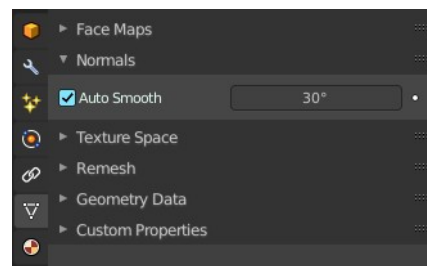 Face Maps
Normals
Auto Smooth 30°
Texture Space
Remesh
Geometry Data
Custom Properties